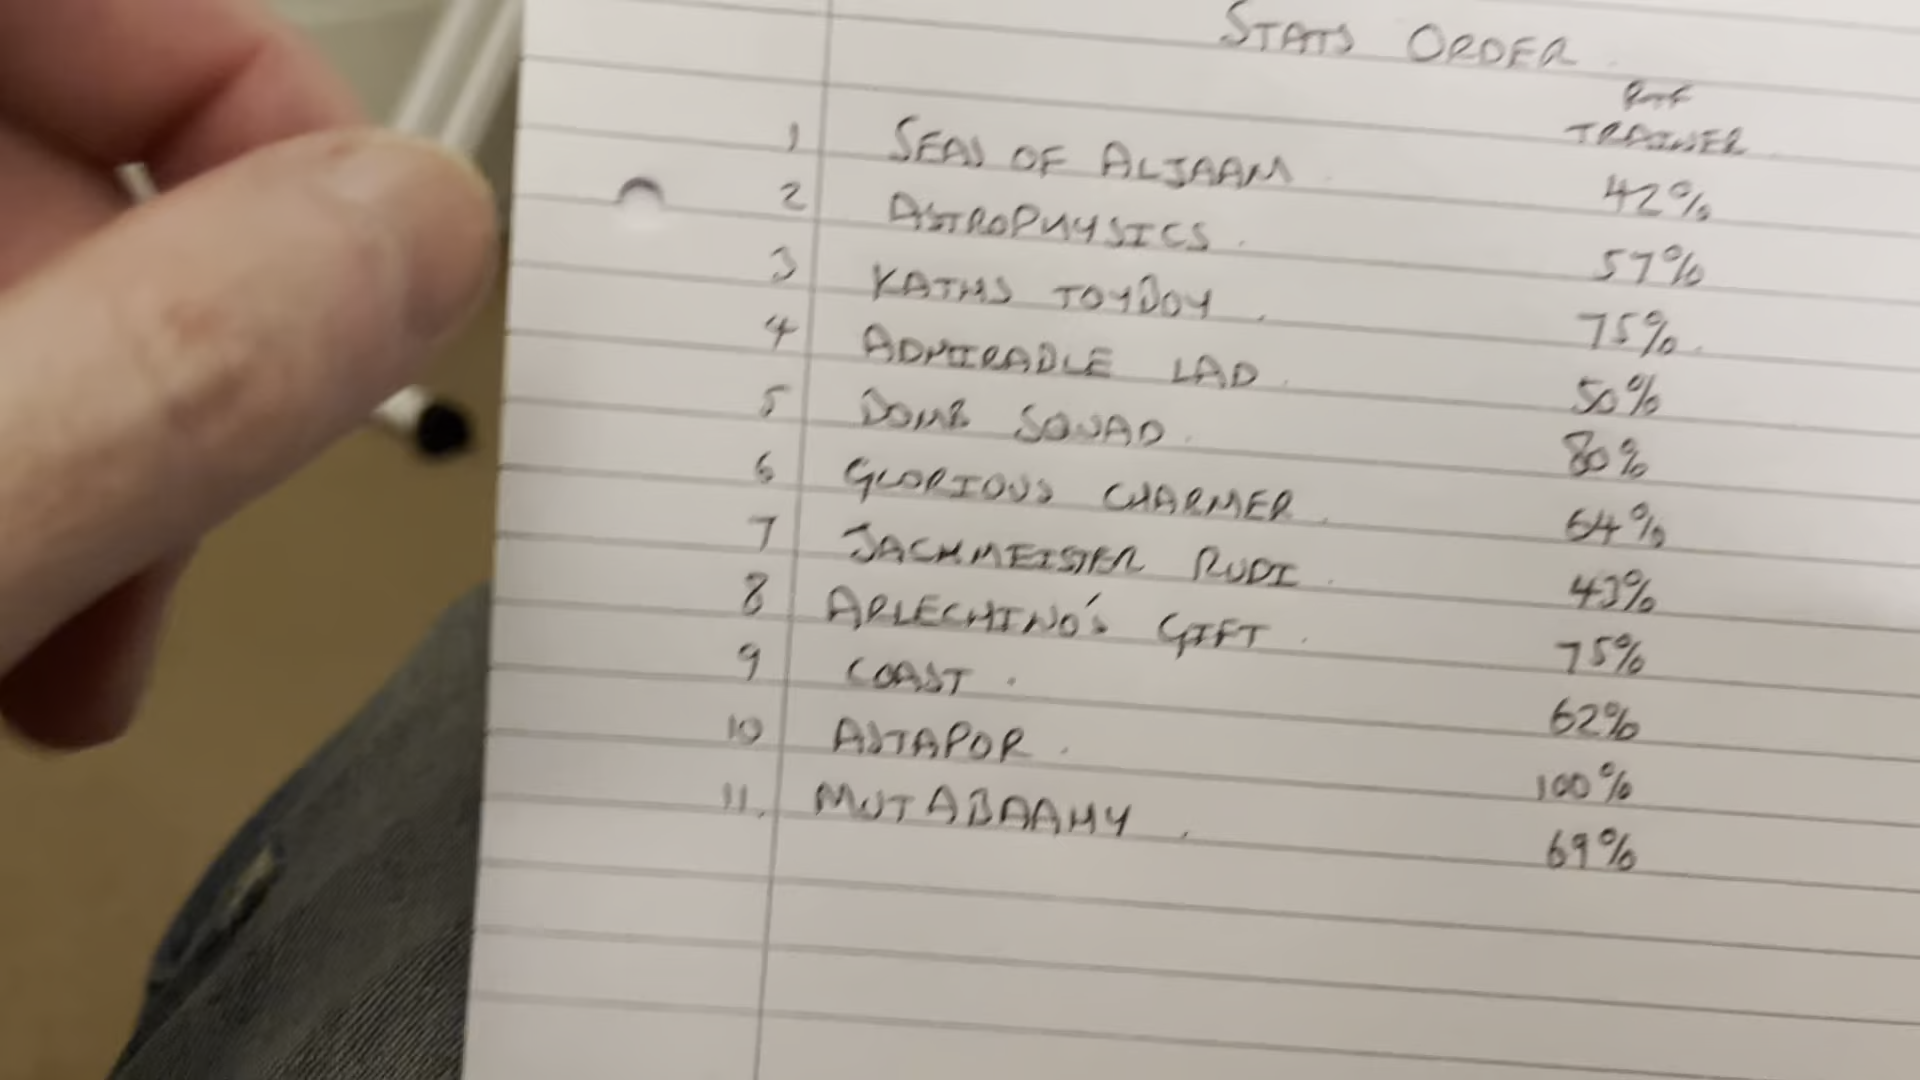 STATS ORDER
RTF
TRAINER
1 SEAS OF ALJAAM 42%
2 ASTROPHYSICS 57%
3 KATHS TOYBOY 75%
4 ADMIRABLE LAD 50%
5 BOMB SQUAD 80%
6 GLORIOUS CHARMER 64%
7 JACKMEISTER RUDI 43%
8 ARLECHINO'S GIFT 75%
9 COAST 62%
10 ASTAPOR 100%
11. MUTABAAHY 69%